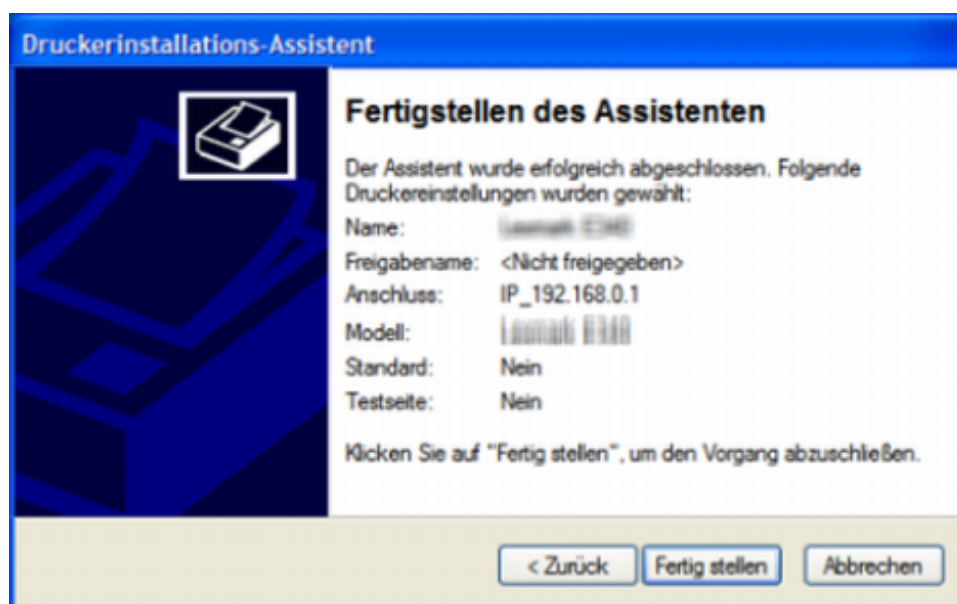 Druckerinstallations-Assistent
Fertigstellen des Assistenten
Der Assistent wurde erfolgreich abgeschlossen. Folgende
Druckereinstellungen wurden gewählt:
Name:
Freigabename: <Nicht freigegeben>
Anschluss: IP_192.168.0.1
Modell:
Standard: Nein
Testseite: Nein
Klicken Sie auf "Fertig stellen", um den Vorgang abzuschließen.
< Zurück Fertig stellen Abbrechen